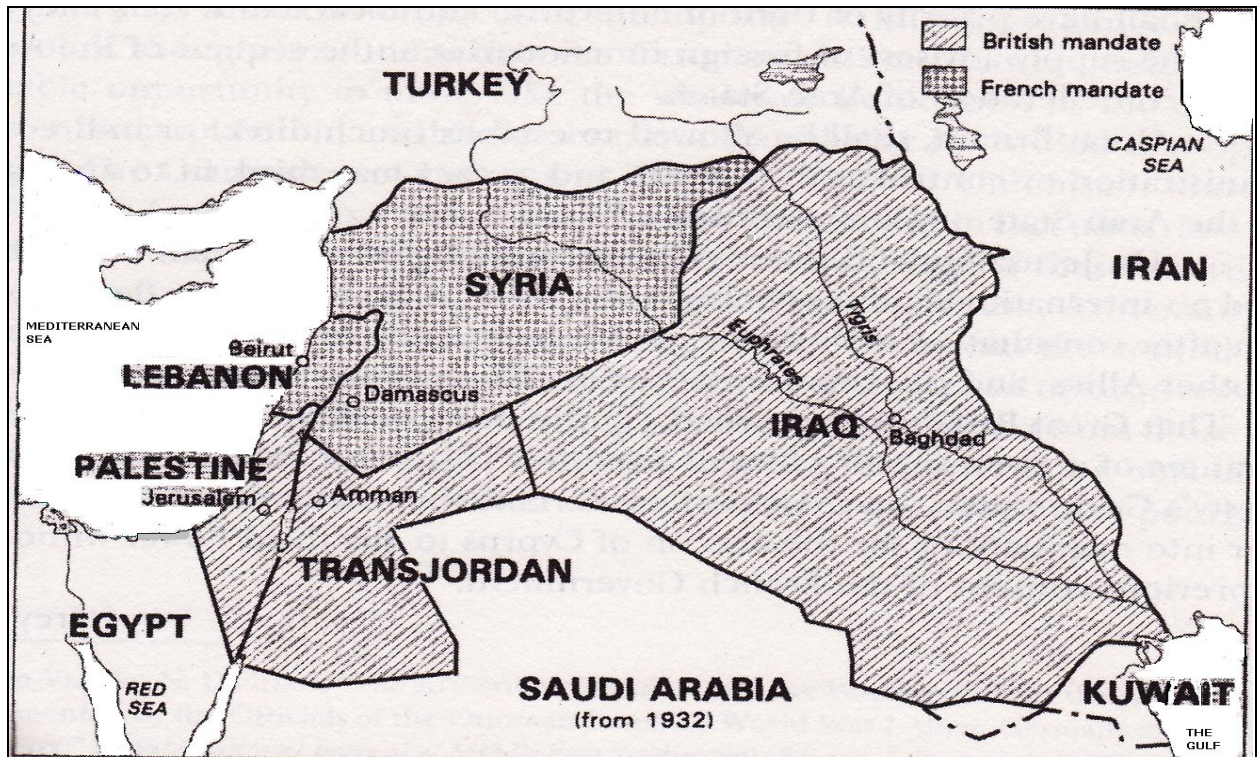 British mandate
French mandate
TURKEY
CASPIAN
SEA
IRAN
SYRIA
MEDITERRANEAN
SEA
Beirut
LEBANON
Damascus
Tigris
Euphrates
IRAQ
Baghdad
PALESTINE
Jerusalem
Amman
TRANSJORDAN
EGYPT
RED
SEA
SAUDI ARABIA
(from 1932)
KUWAIT
THE
GULF